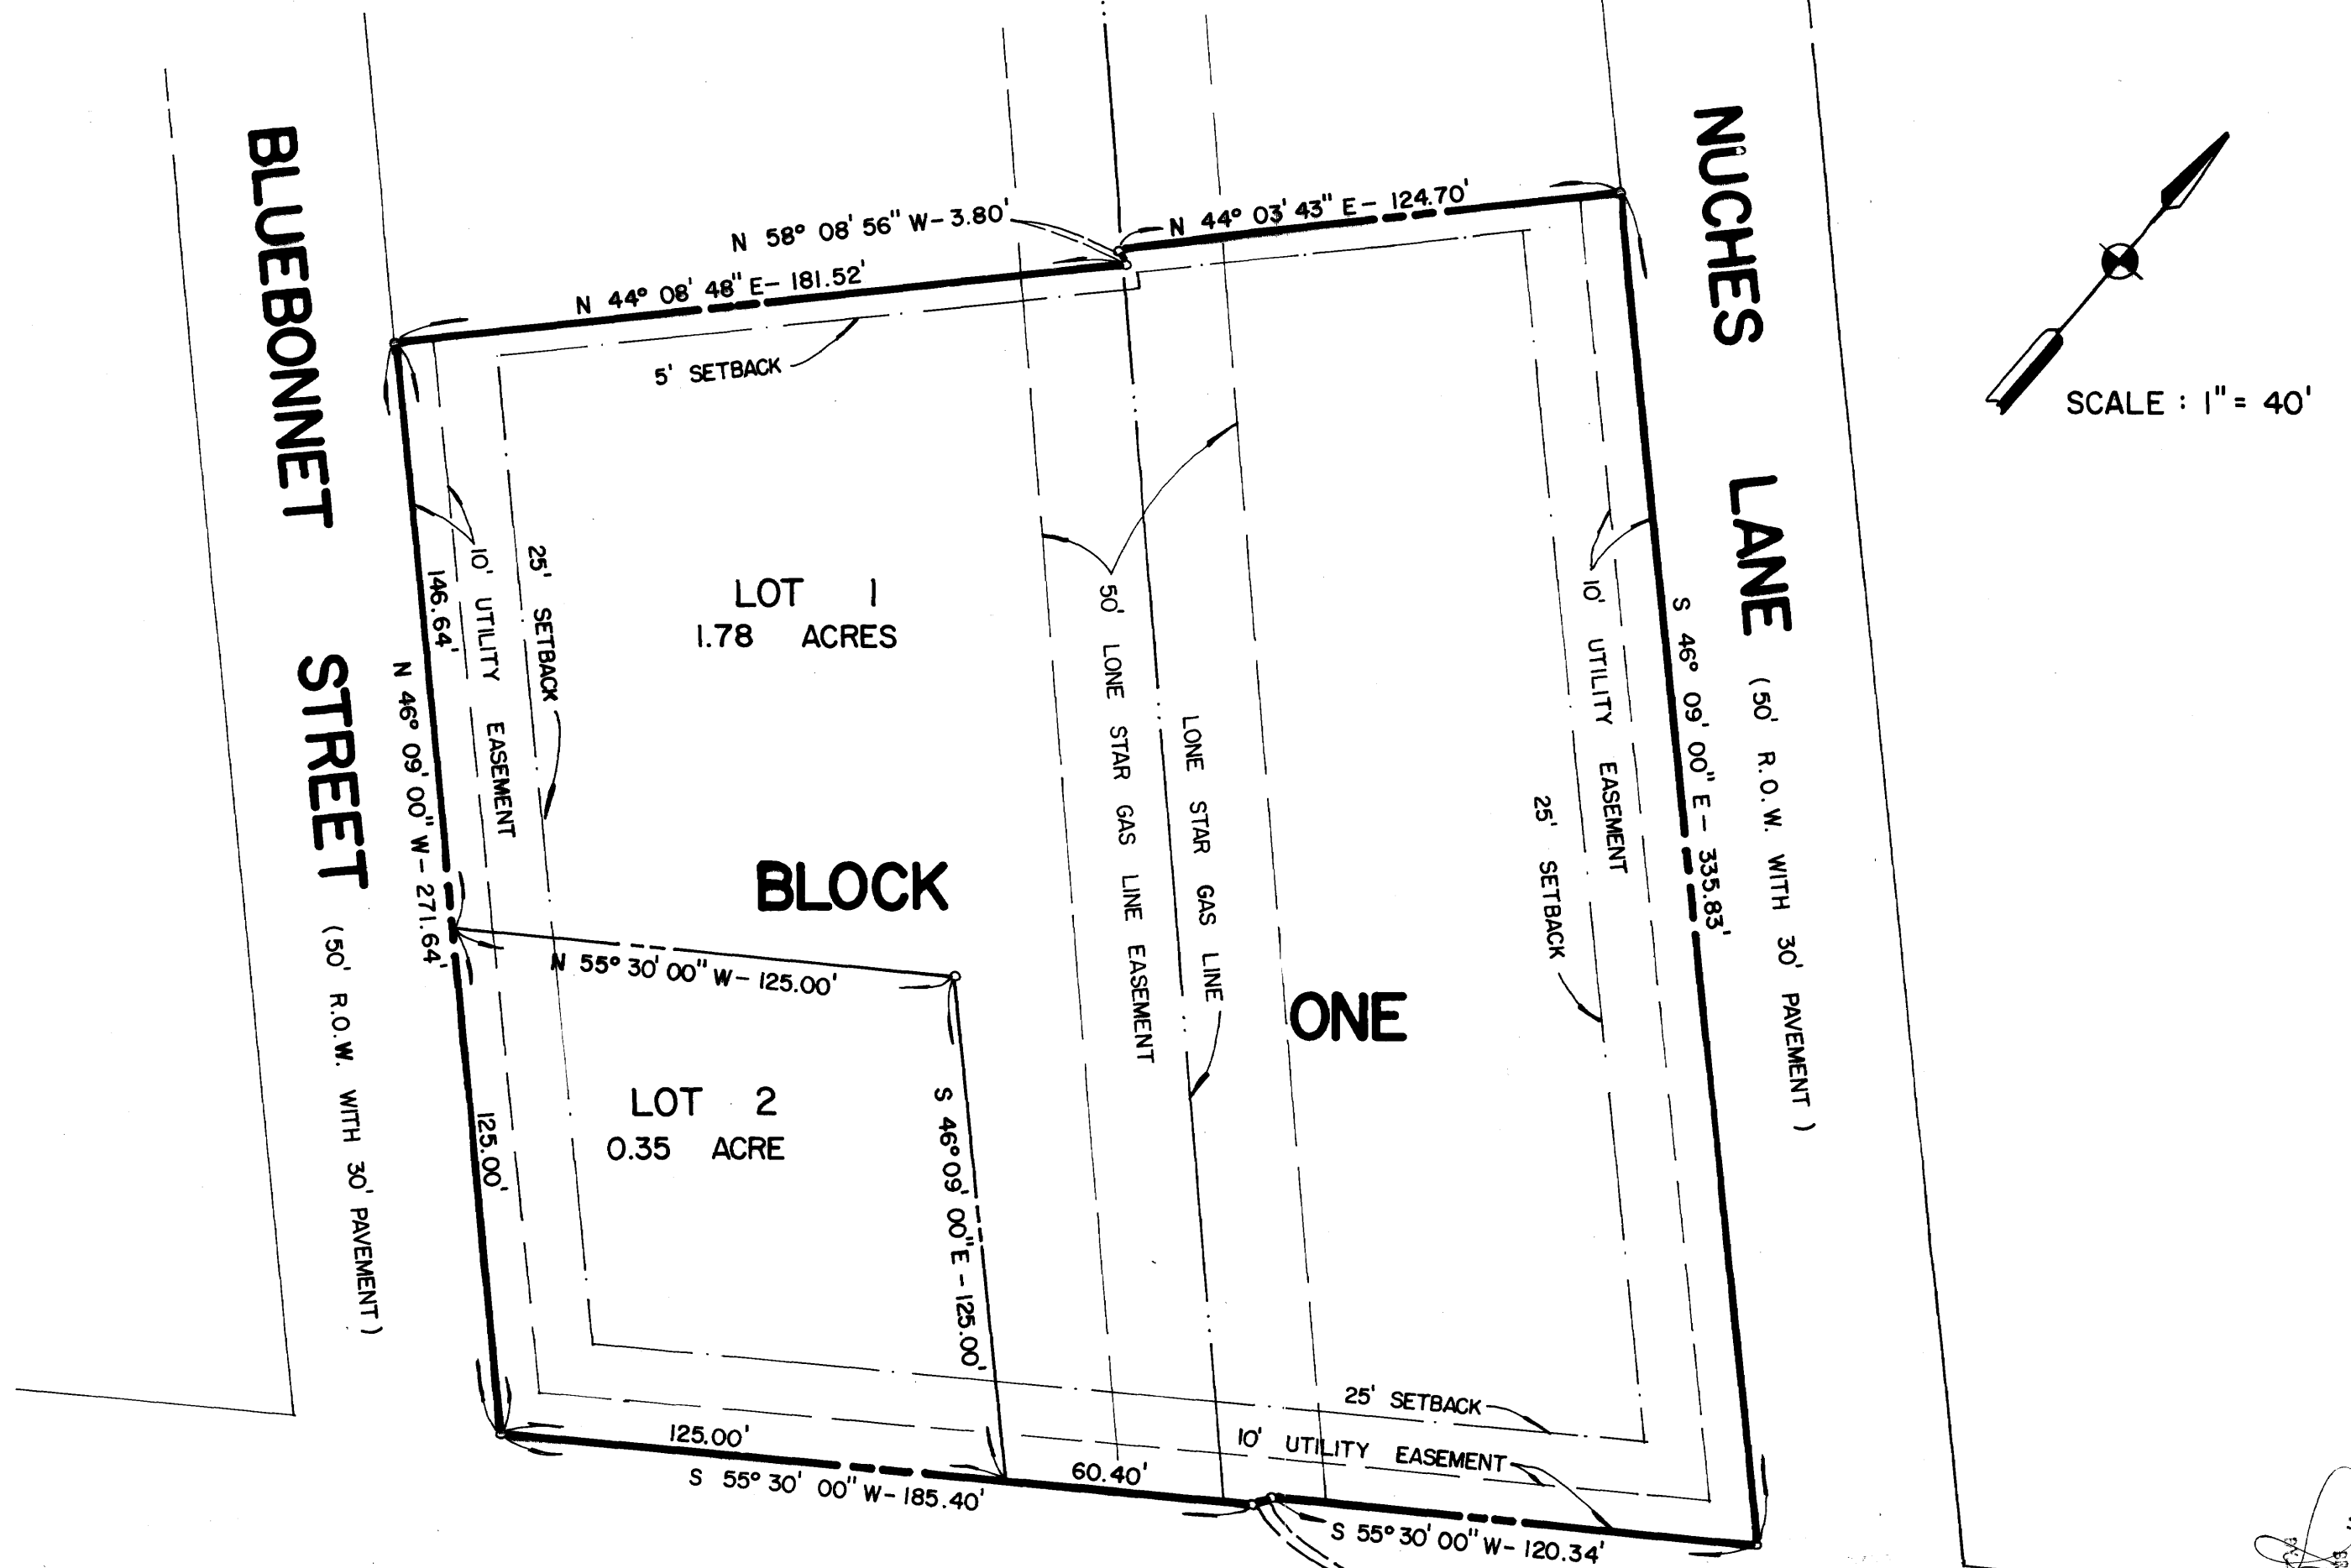 BLUEBONNET STREET (50' R.O.W. WITH 30' PAVEMENT)
NUCHES LANE (50' R.O.W. WITH 30' PAVEMENT)
SCALE : 1" = 40'
N 58° 08' 56" W - 3.80'
N 44° 03' 43" E - 124.70'
N 44° 08' 48" E - 181.52'
5' SETBACK
146.64'
N 46° 09' 00" W - 271.64'
10' UTILITY EASEMENT
25' SETBACK
LOT 1
1.78 ACRES
50' LONE STAR GAS LINE EASEMENT
LONE STAR GAS LINE
25' SETBACK
10' UTILITY EASEMENT
S 46° 09' 00" E - 335.83'
BLOCK ONE
N 55° 30' 00" W - 125.00'
LOT 2
0.35 ACRE
125.00'
S 46° 09' 00" E - 125.00'
25' SETBACK
10' UTILITY EASEMENT
125.00'
60.40'
S 55° 30' 00" W - 185.40'
S 55° 30' 00" W - 120.34'